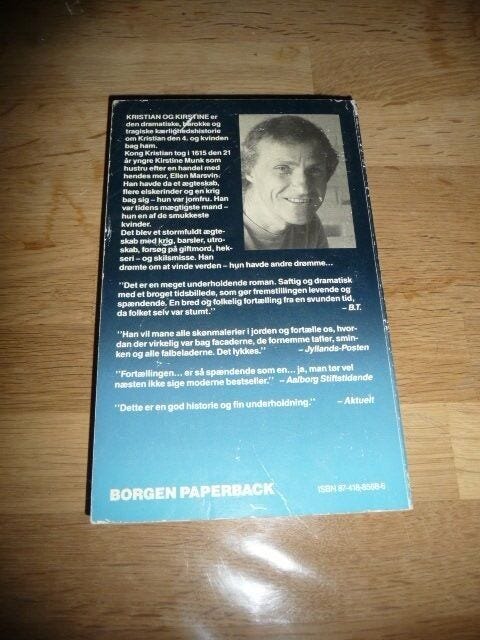 KRISTIAN OG KIRSTINE er
den dramatiske, barokke og
tragiske kærlighedshistorie
om Kristian den 4. og kvinden
bag ham.
Kong Kristian tog i 1615 den 21
år yngre Kirstine Munk som
hustru efter en handel med
hendes mor, Ellen Marsvin.
Han havde da et ægteskab,
flere elskerinder og en krig
bag sig – hun var jomfru. Han
var tidens mægtigste mand –
hun en af de smukkeste
kvinder.
Det blev et stormfuldt ægte-
skab med krig, barsler, utro-
skab, forsøg på giftmord, hek-
seri – og skilsmisse. Han
drømte om at vinde verden – hun havde andre drømme...
"Det er en meget underholdende roman. Saftig og dramatisk
med et broget tidsbillede, som gør fremstillingen levende og
spændende. En bred og folkelig fortælling fra en svunden tid,
da folket selv var stumt." – B.T.
"Han vil mane alle skønmalerier i jorden og fortælle os, hvor-
dan der virkelig var bag facaderne, de fornemme tafler, smin-
ken og alle falbeladerne. Det lykkes." – Jyllands-Posten
"Fortællingen... er så spændende som en... ja, man tør vel
næsten ikke sige moderne bestseller." – Aalborg Stiftstidende
"Dette er en god historie og fin underholdning." – Aktuelt
BORGEN PAPERBACK
ISBN 87-418-8568-6